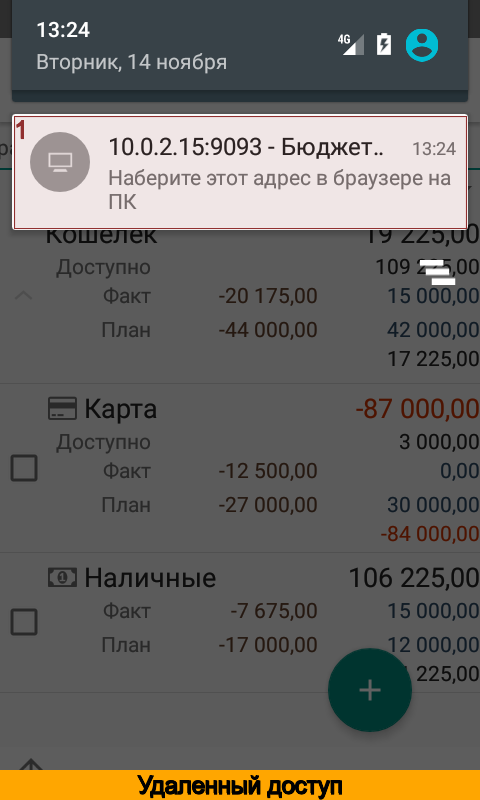 13:24
Вторник, 14 ноября
4G
1
10.0.2.15:9093 - Бюджет..
13:24
Наберите этот адрес в браузере на
ПК
Кошелек 19 225,00
Доступно
Факт -20 175,00 15 000,00
План -44 000,00 42 000,00
17 225,00
Карта -87 000,00
Доступно 3 000,00
Факт -12 500,00 0,00
План -27 000,00 30 000,00
-84 000,00
Наличные 106 225,00
Факт -7 675,00 15 000,00
План -17 000,00 12 000,00
225,00
+
Удаленный доступ